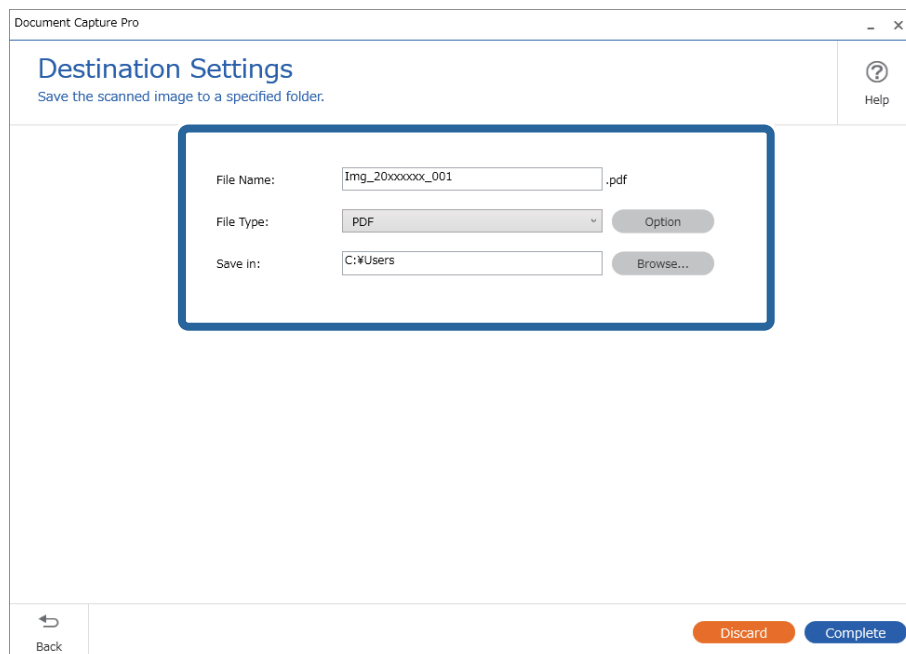 Document Capture Pro
Destination Settings
Save the scanned image to a specified folder.
? Help
File Name: Img_20xxxxxx_001 .pdf
File Type: PDF Option
Save in: C:¥Users Browse...
Back Discard Complete